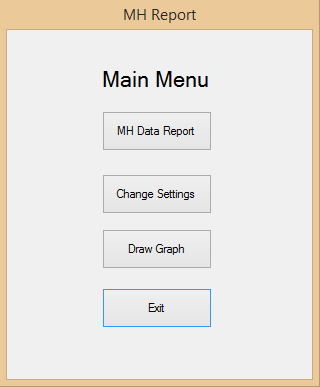 MH Report
Main Menu
MH Data Report
Change Settings
Draw Graph
Exit